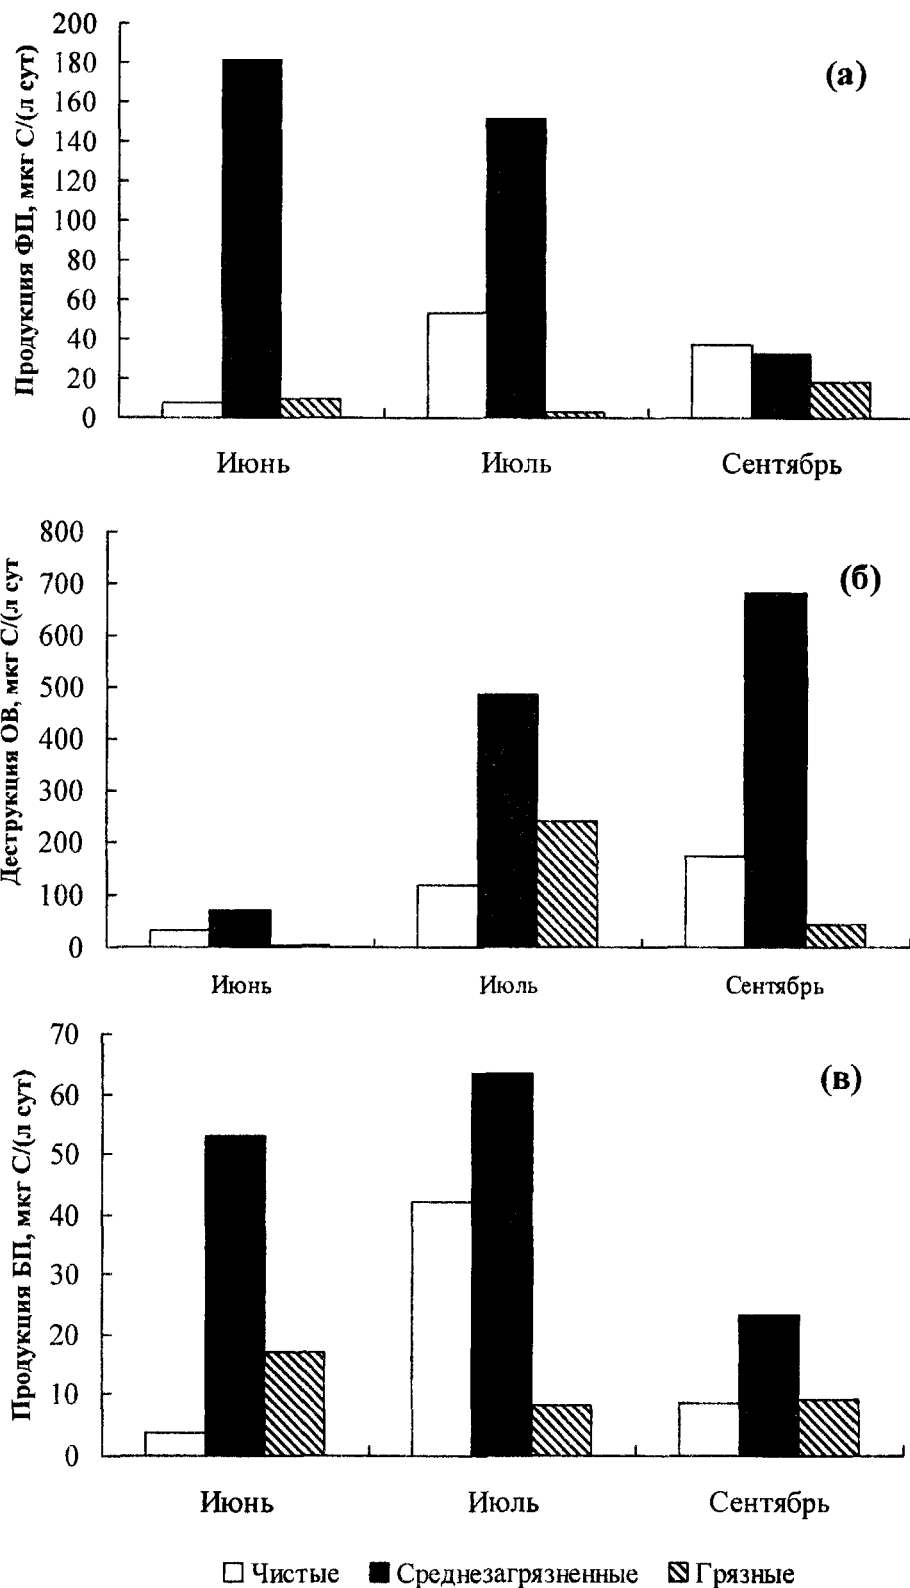 Продукция ФП, мкг С/(л сут)
200
180
160
140
120
100
80
60
40
20
0
(а)
Июнь Июль Сентябрь
Деструкция ОВ, мкг С/(л сут
800
700
600
500
400
300
200
100
0
(б)
Июнь Июль Сентябрь
Продукция БП, мкг С/(л сут)
70
60
50
40
30
20
10
0
(в)
Июнь Июль Сентябрь
Чистые Среднезагрязненные Грязные